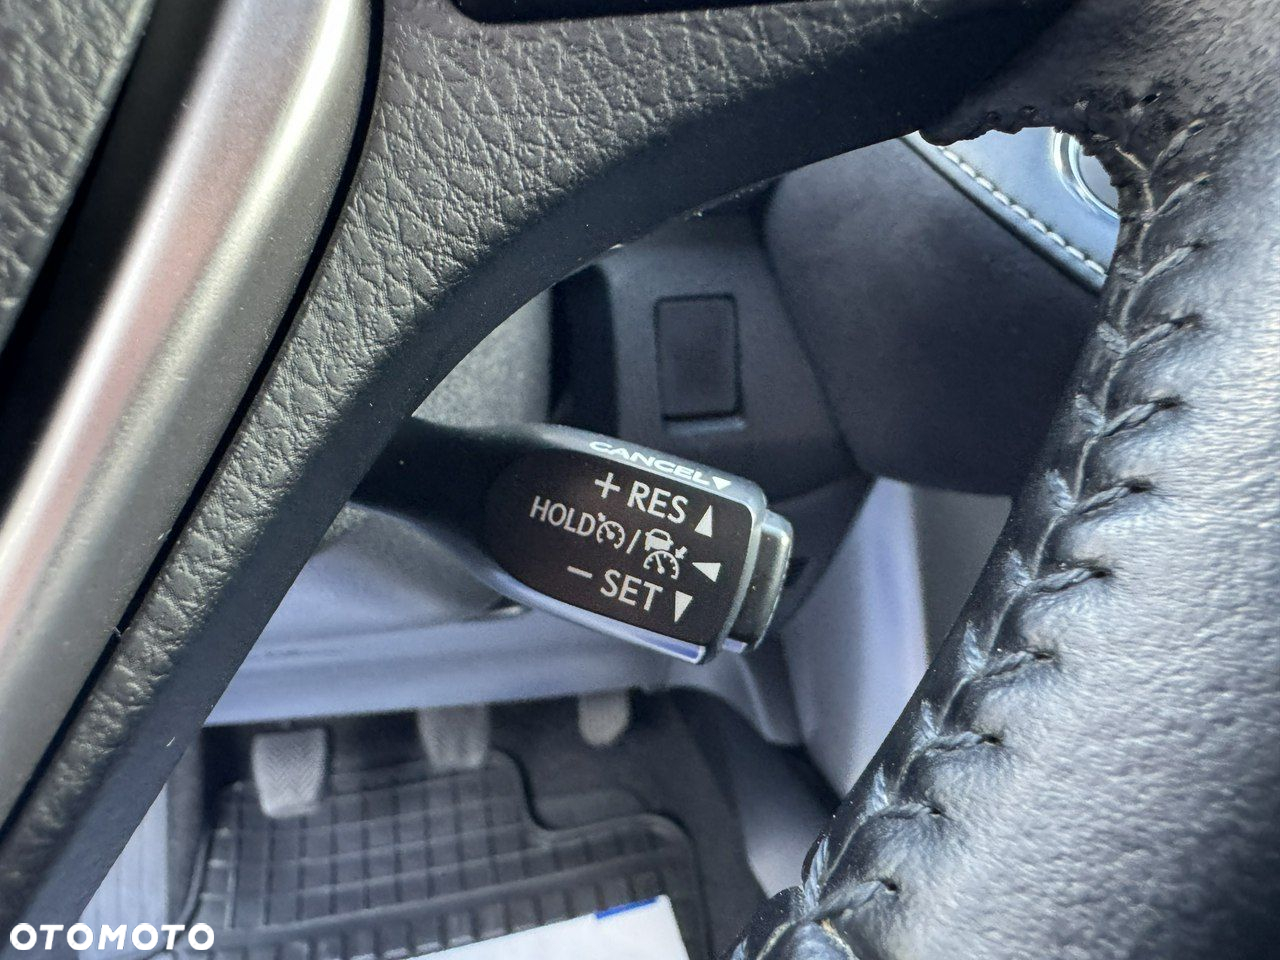 CANCEL▼
+ RES ▲
HOLD / ◄
− SET ▼
OTOMOTO